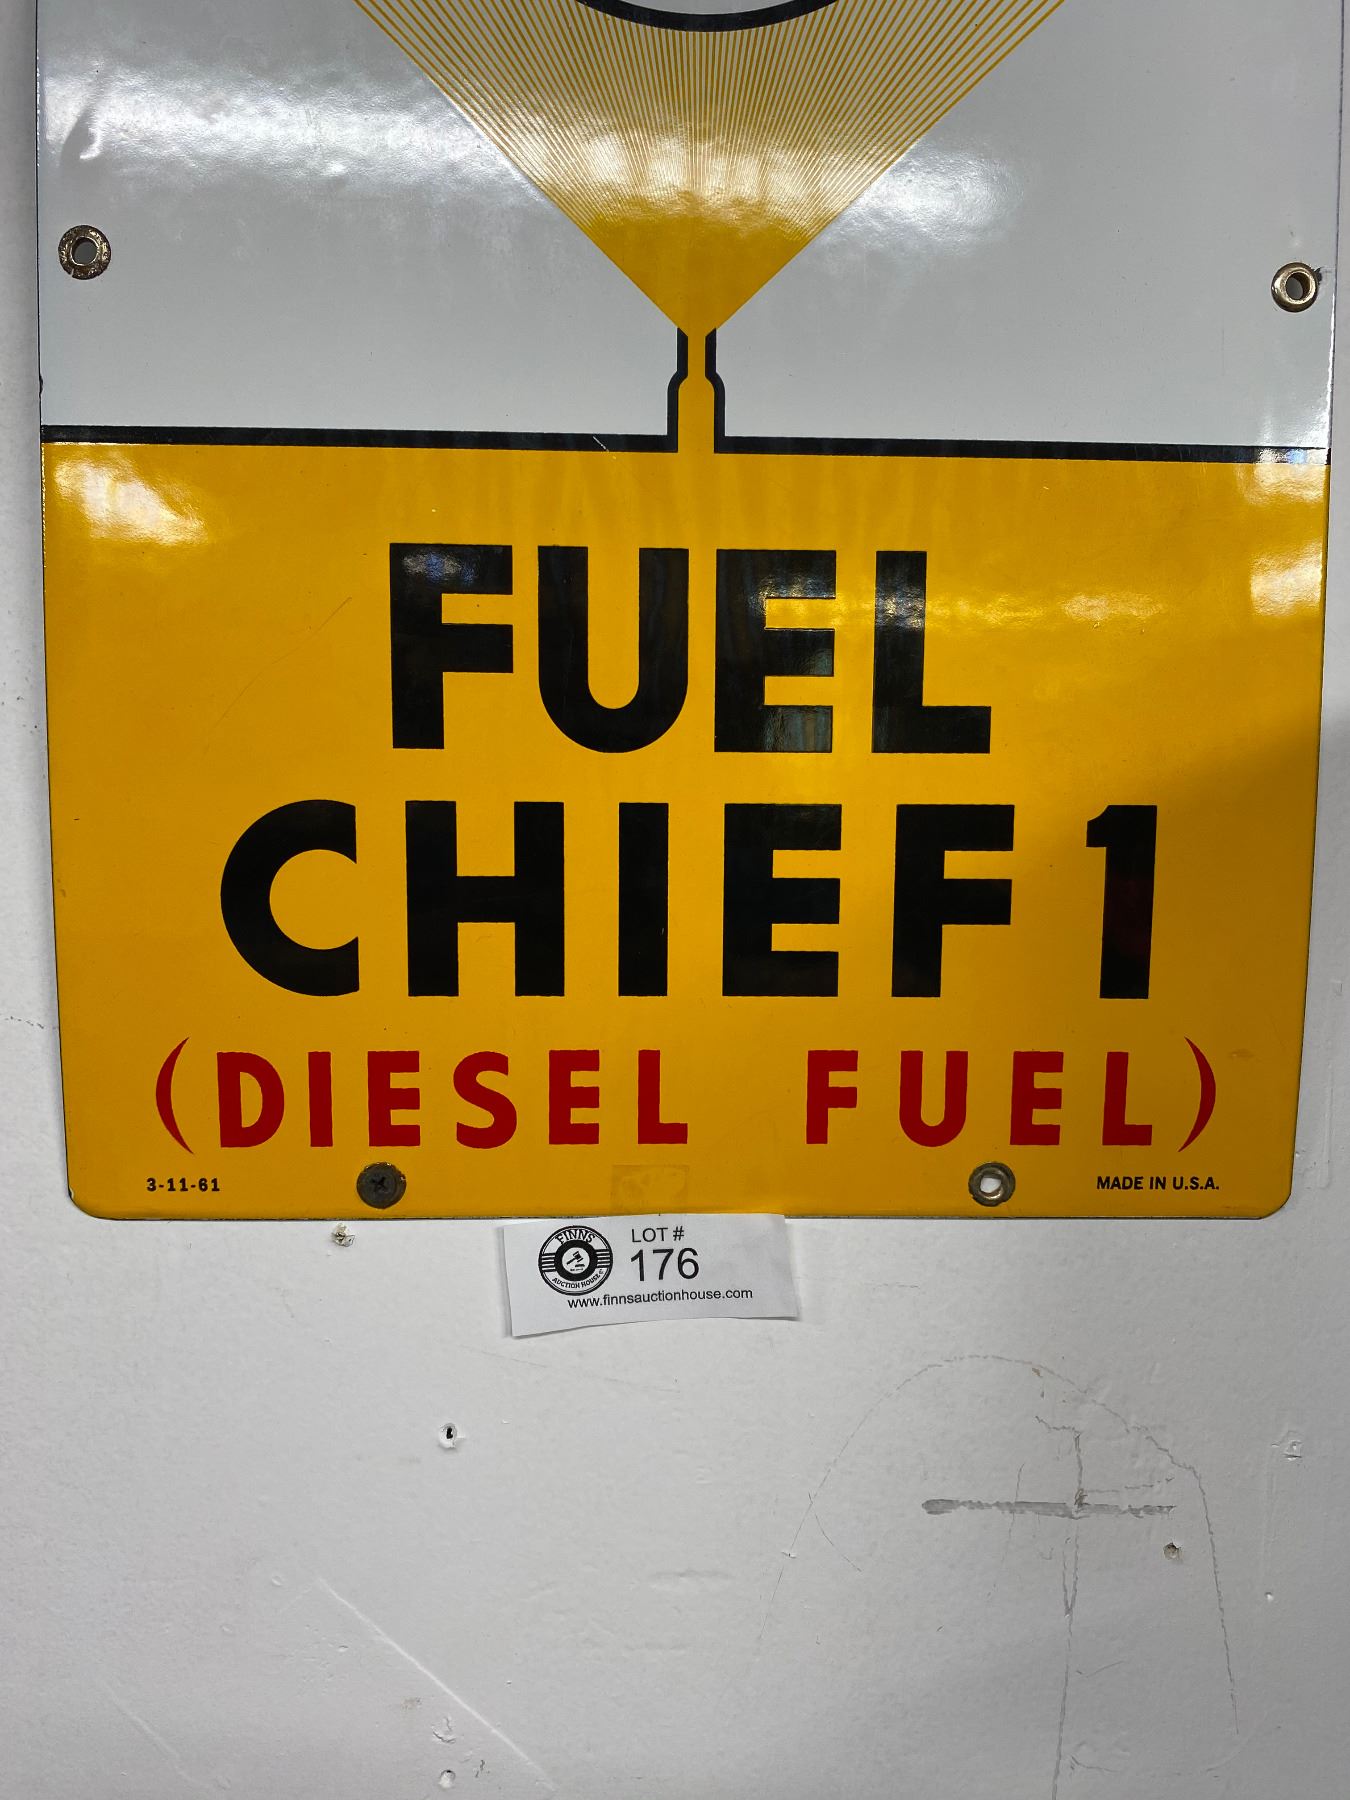 FUEL
CHIEF 1
(DIESEL FUEL)
3-11-61
MADE IN U.S.A.
FINNS
AUCTION HOUSE
LOT #
176
www.finnsauctionhouse.com